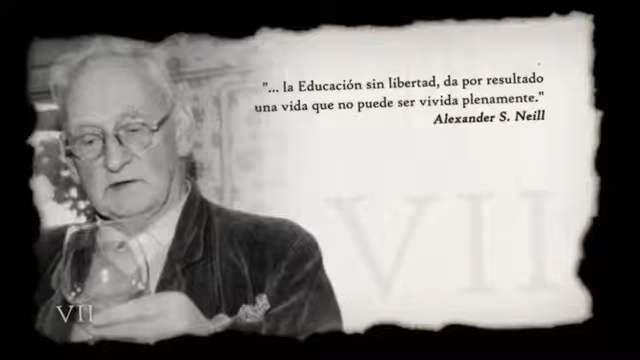 "... la Educación sin libertad, da por resultado
una vida que no puede ser vivida plenamente."
Alexander S. Neill
VII
VII